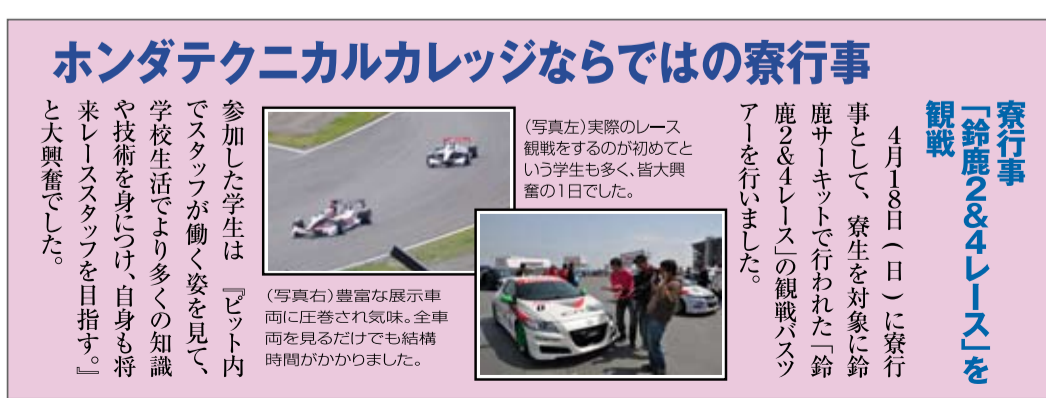 ホンダテクニカルカレッジならではの寮行事
寮行事
「鈴鹿2&4レース」を
観戦
4月18日(日)に寮行
事として、寮生を対象に鈴
鹿サーキットで行われた「鈴
鹿2&4レース」の観戦バスツ
アーを行いました。
(写真左)実際のレース
観戦をするのが初めてと
いう学生も多く、皆大興
奮の1日でした。
(写真右)豊富な展示車
両に圧巻され気味。全車
両を見るだけでも結構
時間がかかりました。
参加した学生は『ピット内
でスタッフが働く姿を見て、
学校生活でより多くの知識
や技術を身につけ、自身も将
来レーススタッフを目指す。』
と大興奮でした。